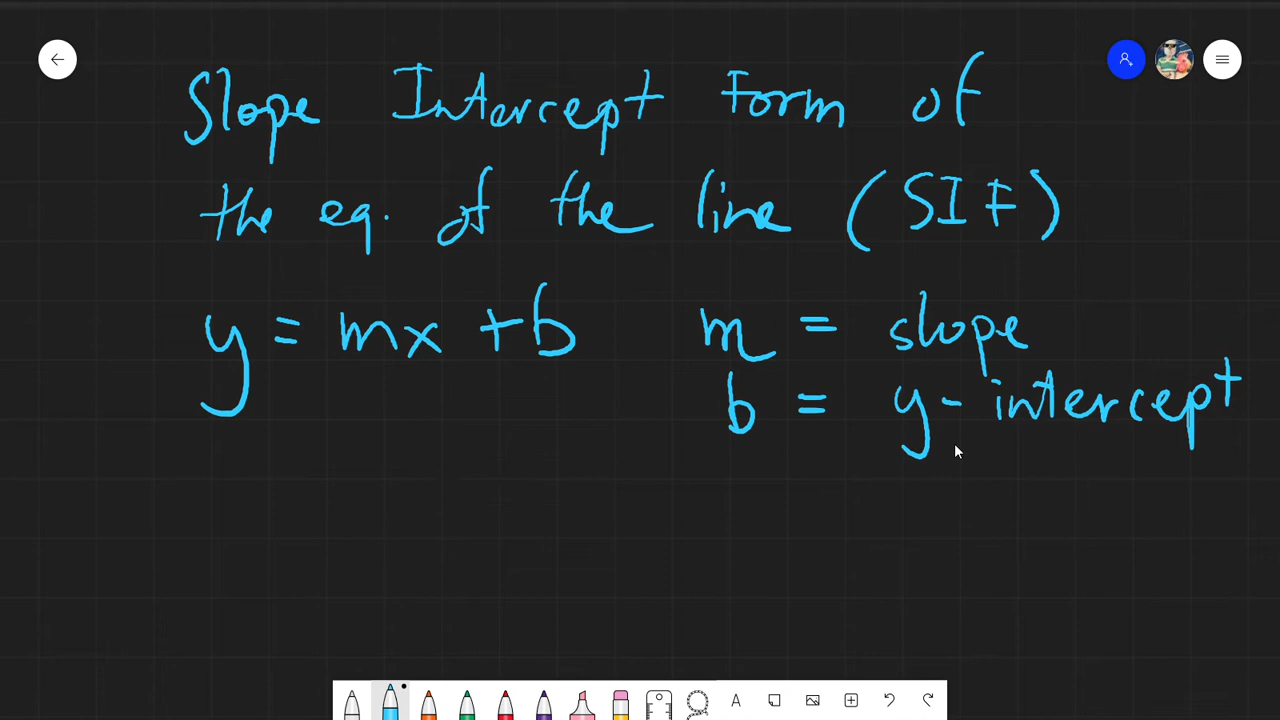 Slope Intercept Form of
the eq. of the line (SIF)
y = mx + b
m = slope
b = y-intercept
A